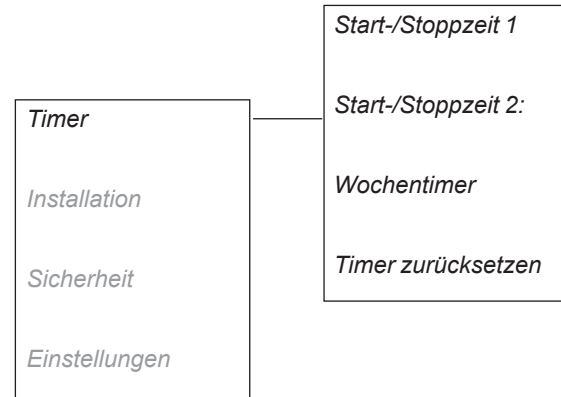 Timer
Installation
Sicherheit
Einstellungen
Start-/Stoppzeit 1
Start-/Stoppzeit 2:
Wochentimer
Timer zurücksetzen